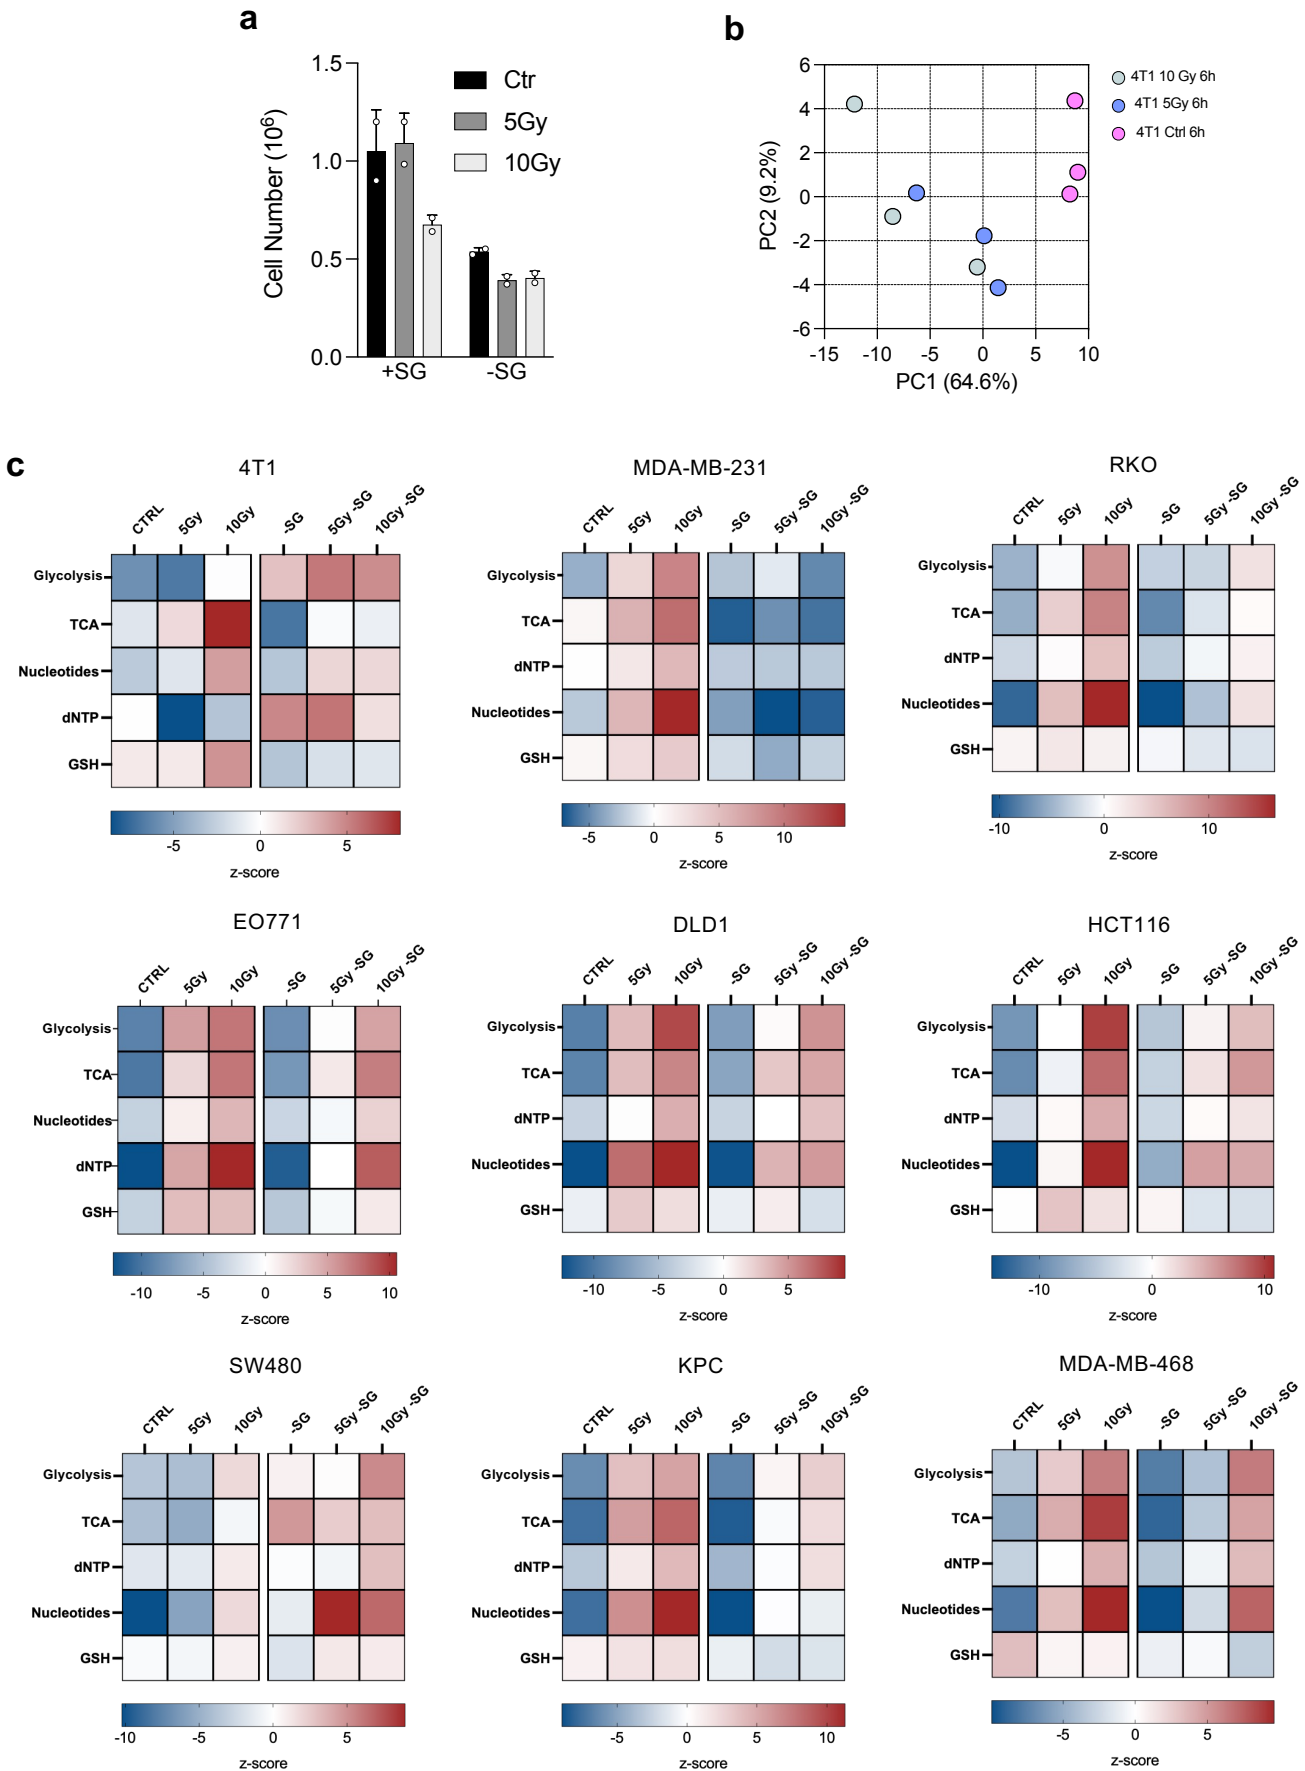 a
1.5
1.0
0.5
0.0
Cell Number (10⁶)
Ctr
5Gy
10Gy
+SG
-SG
b
6
4
2
0
-2
-4
-6
PC2 (9.2%)
-15 -10 -5 0 5 10
PC1 (64.6%)
4T1 10 Gy 6h
4T1 5Gy 6h
4T1 Ctrl 6h
c
4T1
CTRL 5Gy 10Gy -SG 5Gy -SG 10Gy -SG
Glycolysis
TCA
Nucleotides
dNTP
GSH
-5 0 5
z-score
MDA-MB-231
CTRL 5Gy 10Gy -SG 5Gy -SG 10Gy -SG
Glycolysis
TCA
dNTP
Nucleotides
GSH
-5 0 5 10
z-score
RKO
CTRL 5Gy 10Gy -SG 5Gy -SG 10Gy -SG
Glycolysis
TCA
dNTP
Nucleotides
GSH
-10 0 10
z-score
EO771
CTRL 5Gy 10Gy -SG 5Gy -SG 10Gy -SG
Glycolysis
TCA
Nucleotides
dNTP
GSH
-10 -5 0 5 10
z-score
DLD1
CTRL 5Gy 10Gy -SG 5Gy -SG 10Gy -SG
Glycolysis
TCA
dNTP
Nucleotides
GSH
-10 -5 0 5
z-score
HCT116
CTRL 5Gy 10Gy -SG 5Gy -SG 10Gy -SG
Glycolysis
TCA
dNTP
Nucleotides
GSH
-10 0 10
z-score
SW480
CTRL 5Gy 10Gy -SG 5Gy -SG 10Gy -SG
Glycolysis
TCA
dNTP
Nucleotides
GSH
-10 -5 0 5
z-score
KPC
CTRL 5Gy 10Gy -SG 5Gy -SG 10Gy -SG
Glycolysis
TCA
dNTP
Nucleotides
GSH
-5 0 5 10
z-score
MDA-MB-468
CTRL 5Gy 10Gy -SG 5Gy -SG 10Gy -SG
Glycolysis
TCA
dNTP
Nucleotides
GSH
-5 0 5
z-score